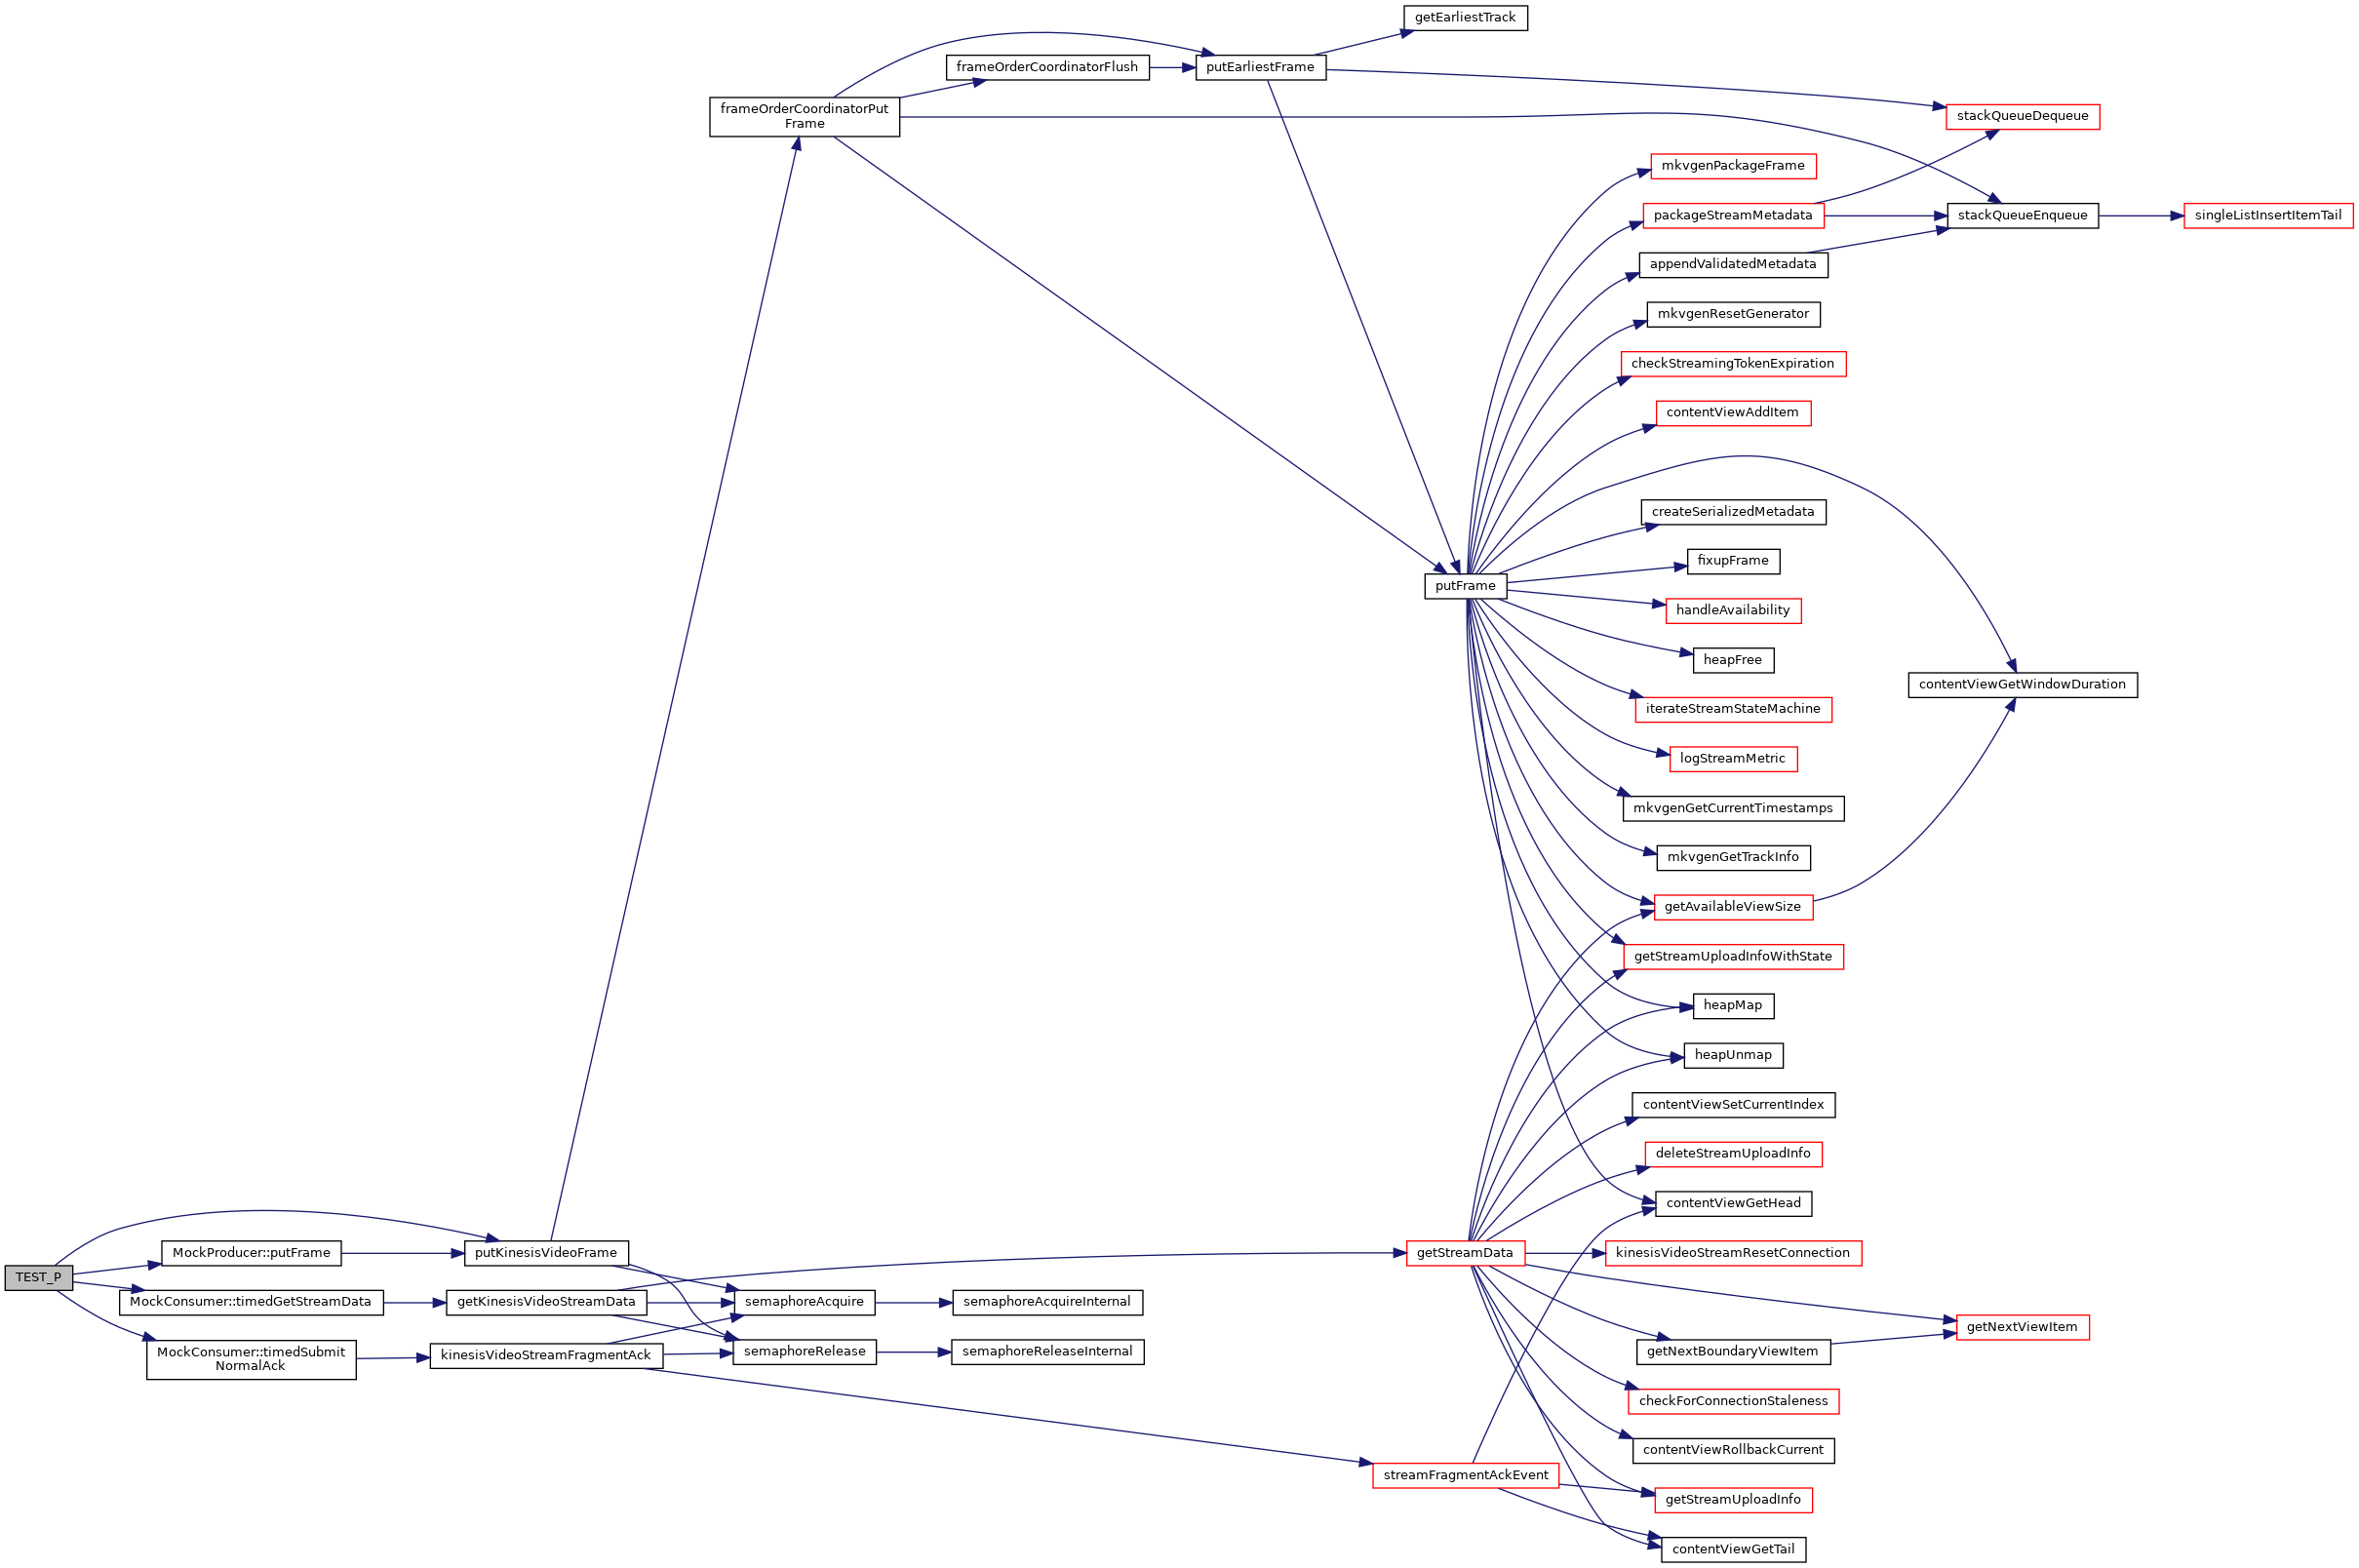 getEarliestTrack
frameOrderCoordinatorFlush
putEarliestFrame
frameOrderCoordinatorPut
Frame
stackQueueDequeue
mkvgenPackageFrame
packageStreamMetadata
stackQueueEnqueue
singleListInsertItemTail
appendValidatedMetadata
mkvgenResetGenerator
checkStreamingTokenExpiration
contentViewAddItem
createSerializedMetadata
fixupFrame
putFrame
handleAvailability
heapFree
contentViewGetWindowDuration
iterateStreamStateMachine
logStreamMetric
mkvgenGetCurrentTimestamps
mkvgenGetTrackInfo
getAvailableViewSize
getStreamUploadInfoWithState
heapMap
heapUnmap
contentViewSetCurrentIndex
deleteStreamUploadInfo
contentViewGetHead
TEST_P
MockProducer::putFrame
putKinesisVideoFrame
getStreamData
kinesisVideoStreamResetConnection
MockConsumer::timedGetStreamData
getKinesisVideoStreamData
semaphoreAcquire
semaphoreAcquireInternal
getNextViewItem
MockConsumer::timedSubmit
NormalAck
kinesisVideoStreamFragmentAck
semaphoreRelease
semaphoreReleaseInternal
getNextBoundaryViewItem
checkForConnectionStaleness
contentViewRollbackCurrent
streamFragmentAckEvent
getStreamUploadInfo
contentViewGetTail